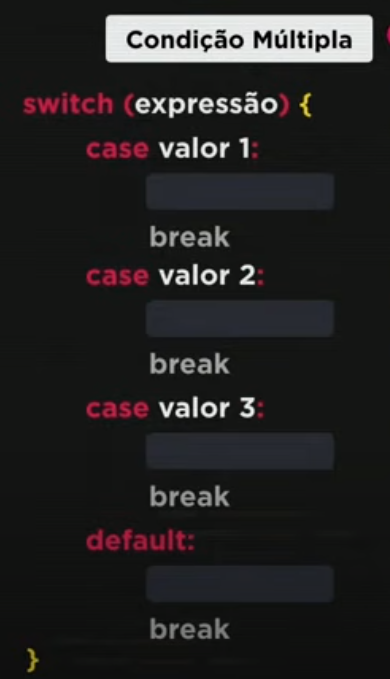 Condição Múltipla
switch (expressão) {
case valor 1:
break
case valor 2:
break
case valor 3:
break
default:
break
}